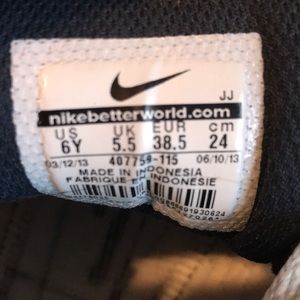 JJ
nikebetterworld.com
US UK EUR cm
6Y 5.5 38.5 24
03/12/13 407759-115 06/10/13
MADE IN INDONESIA
FABRIQUE EN INDONESIE